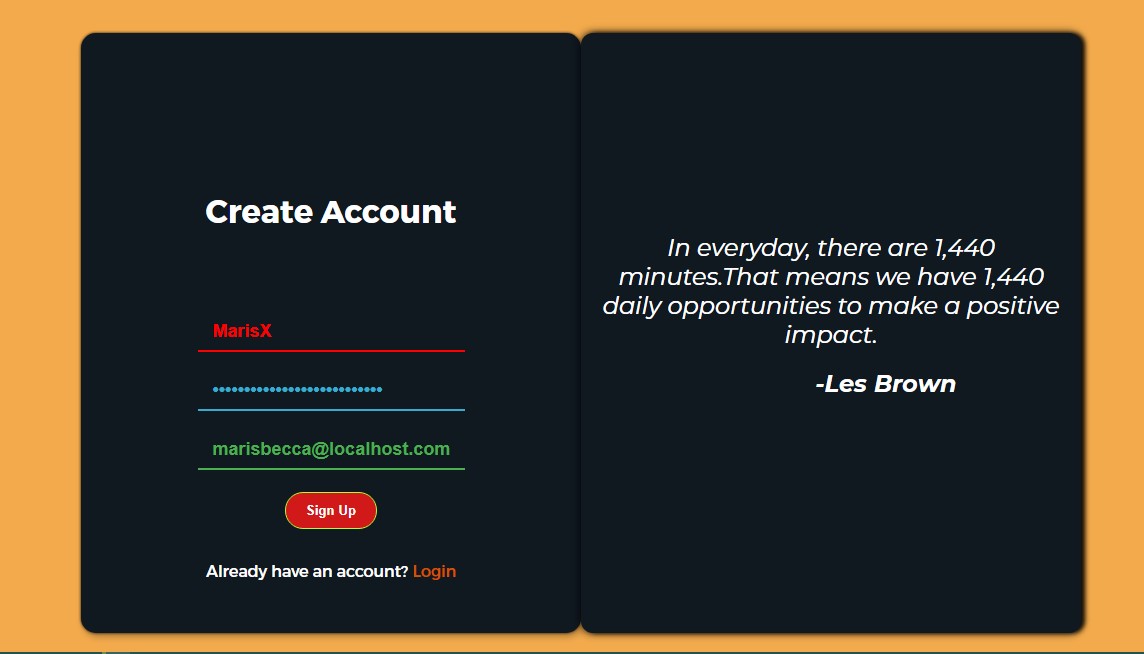 Create Account
MarisX
marisbecca@localhost.com
Sign Up
Already have an account? Login
In everyday, there are 1,440
minutes.That means we have 1,440
daily opportunities to make a positive
impact.
-Les Brown